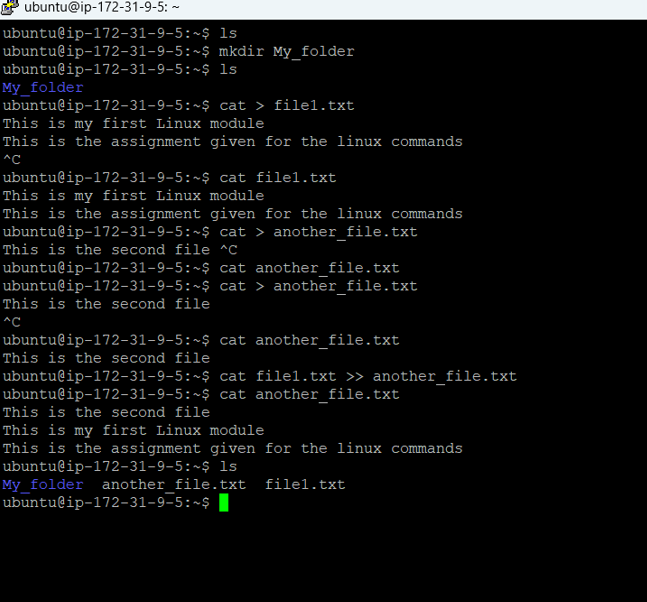 ubuntu@ip-172-31-9-5: ~
ubuntu@ip-172-31-9-5:~$ ls
ubuntu@ip-172-31-9-5:~$ mkdir My_folder
ubuntu@ip-172-31-9-5:~$ ls
My_folder
ubuntu@ip-172-31-9-5:~$ cat > file1.txt
This is my first Linux module
This is the assignment given for the linux commands
^C
ubuntu@ip-172-31-9-5:~$ cat file1.txt
This is my first Linux module
This is the assignment given for the linux commands
ubuntu@ip-172-31-9-5:~$ cat > another_file.txt
This is the second file ^C
ubuntu@ip-172-31-9-5:~$ cat another_file.txt
ubuntu@ip-172-31-9-5:~$ cat > another_file.txt
This is the second file
^C
ubuntu@ip-172-31-9-5:~$ cat another_file.txt
This is the second file
ubuntu@ip-172-31-9-5:~$ cat file1.txt >> another_file.txt
ubuntu@ip-172-31-9-5:~$ cat another_file.txt
This is the second file
This is my first Linux module
This is the assignment given for the linux commands
ubuntu@ip-172-31-9-5:~$ ls
My_folder  another_file.txt  file1.txt
ubuntu@ip-172-31-9-5:~$